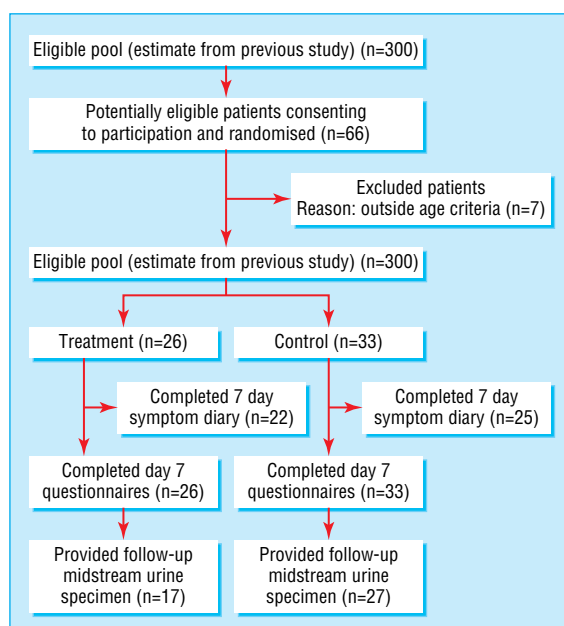 Eligible pool (estimate from previous study) (n=300)
Potentially eligible patients consenting
to participation and randomised (n=66)
Excluded patients
Reason: outside age criteria (n=7)
Eligible pool (estimate from previous study) (n=300)
Treatment (n=26)
Control (n=33)
Completed 7 day
symptom diary (n=22)
Completed 7 day
symptom diary (n=25)
Completed day 7
questionnaires (n=26)
Completed day 7
questionnaires (n=33)
Provided follow-up
midstream urine
specimen (n=17)
Provided follow-up
midstream urine
specimen (n=27)